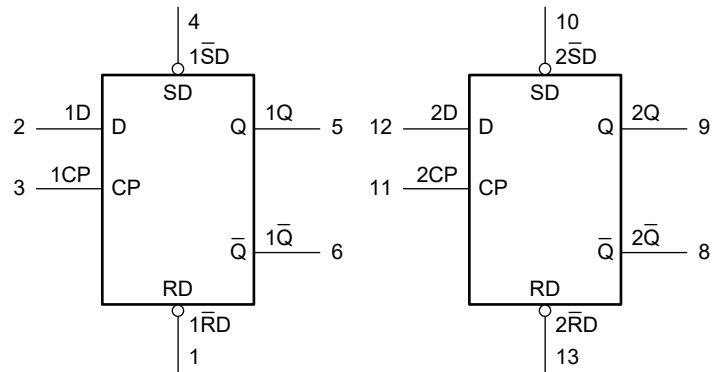 4 10
1S̅D 2S̅D
SD SD
2 1D D Q 1Q 5 12 2D D Q 2Q 9
3 1CP CP 11 2CP CP
Q̅ 1Q̅ 6 Q̅ 2Q̅ 8
RD RD
1R̅D 2R̅D
1 13